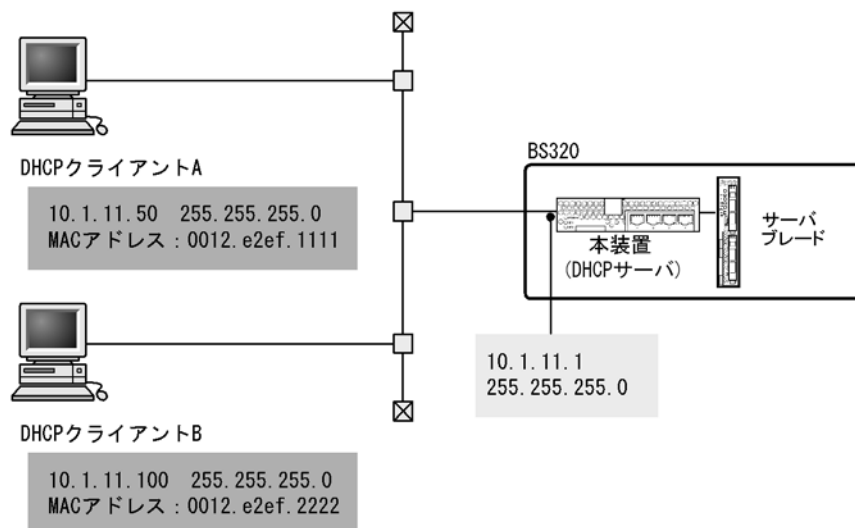 DHCPクライアントA
10.1.11.50 255.255.255.0
MACアドレス：0012.e2ef.1111
DHCPクライアントB
10.1.11.100 255.255.255.0
MACアドレス：0012.e2ef.2222
BS320
本装置
(DHCPサーバ)
サーバ
ブレード
10.1.11.1
255.255.255.0